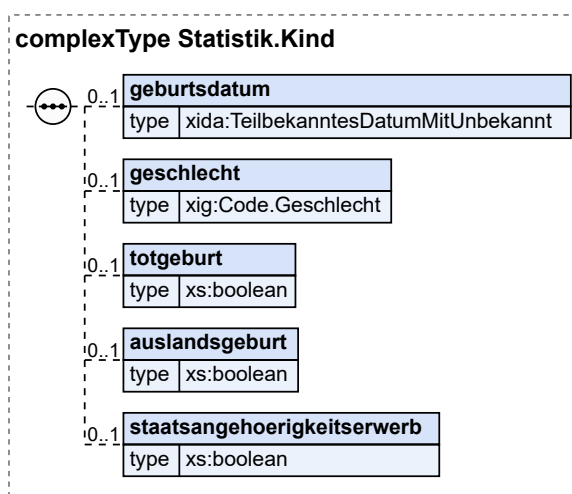 complexType Statistik.Kind
0..1 geburtsdatum
type xida:TeilbekanntesDatumMitUnbekannt
0..1 geschlecht
type xig:Code.Geschlecht
0..1 totgeburt
type xs:boolean
0..1 auslandsgeburt
type xs:boolean
0..1 staatsangehoerigkeitserwerb
type xs:boolean